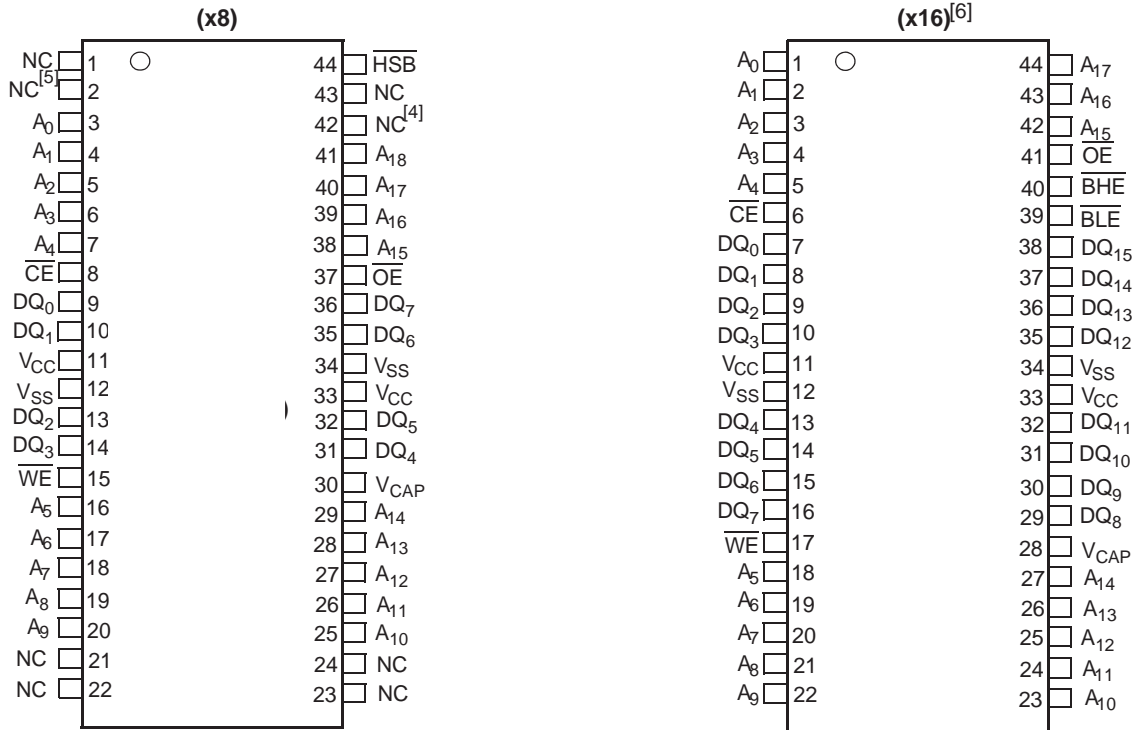 (x8)
NC 1
NC[5] 2
A0 3
A1 4
A2 5
A3 6
A4 7
CE 8
DQ0 9
DQ1 10
VCC 11
VSS 12
DQ2 13
DQ3 14
WE 15
A5 16
A6 17
A7 18
A8 19
A9 20
NC 21
NC 22
44 HSB
43 NC
42 NC[4]
41 A18
40 A17
39 A16
38 A15
37 OE
36 DQ7
35 DQ6
34 VSS
33 VCC
32 DQ5
31 DQ4
30 VCAP
29 A14
28 A13
27 A12
26 A11
25 A10
24 NC
23 NC
(x16)[6]
A0 1
A1 2
A2 3
A3 4
A4 5
CE 6
DQ0 7
DQ1 8
DQ2 9
DQ3 10
VCC 11
VSS 12
DQ4 13
DQ5 14
DQ6 15
DQ7 16
WE 17
A5 18
A6 19
A7 20
A8 21
A9 22
44 A17
43 A16
42 A15
41 OE
40 BHE
39 BLE
38 DQ15
37 DQ14
36 DQ13
35 DQ12
34 VSS
33 VCC
32 DQ11
31 DQ10
30 DQ9
29 DQ8
28 VCAP
27 A14
26 A13
25 A12
24 A11
23 A10